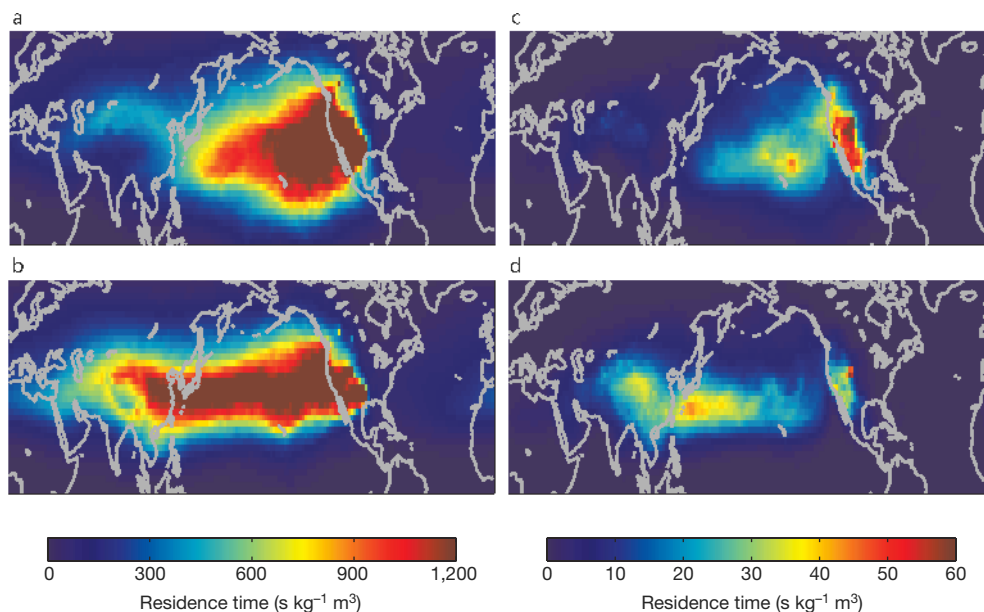 a
c
b
d
0 300 600 900 1,200
Residence time (s kg⁻¹ m³)
0 10 20 30 40 50 60
Residence time (s kg⁻¹ m³)